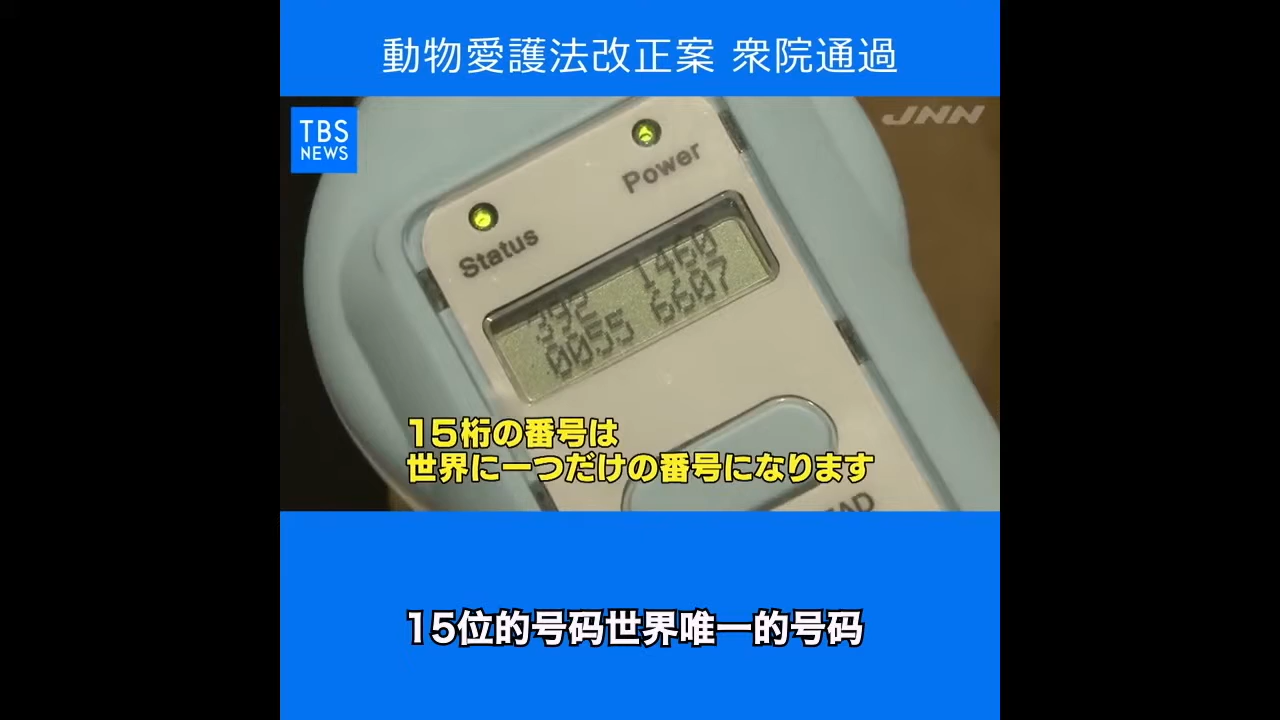 動物愛護法改正案 衆院通過
TBS
NEWS
JNN
Power
Status
392 1460
0055 6607
15桁の番号は
世界に一つだけの番号になります
15位的号码世界唯一的号码